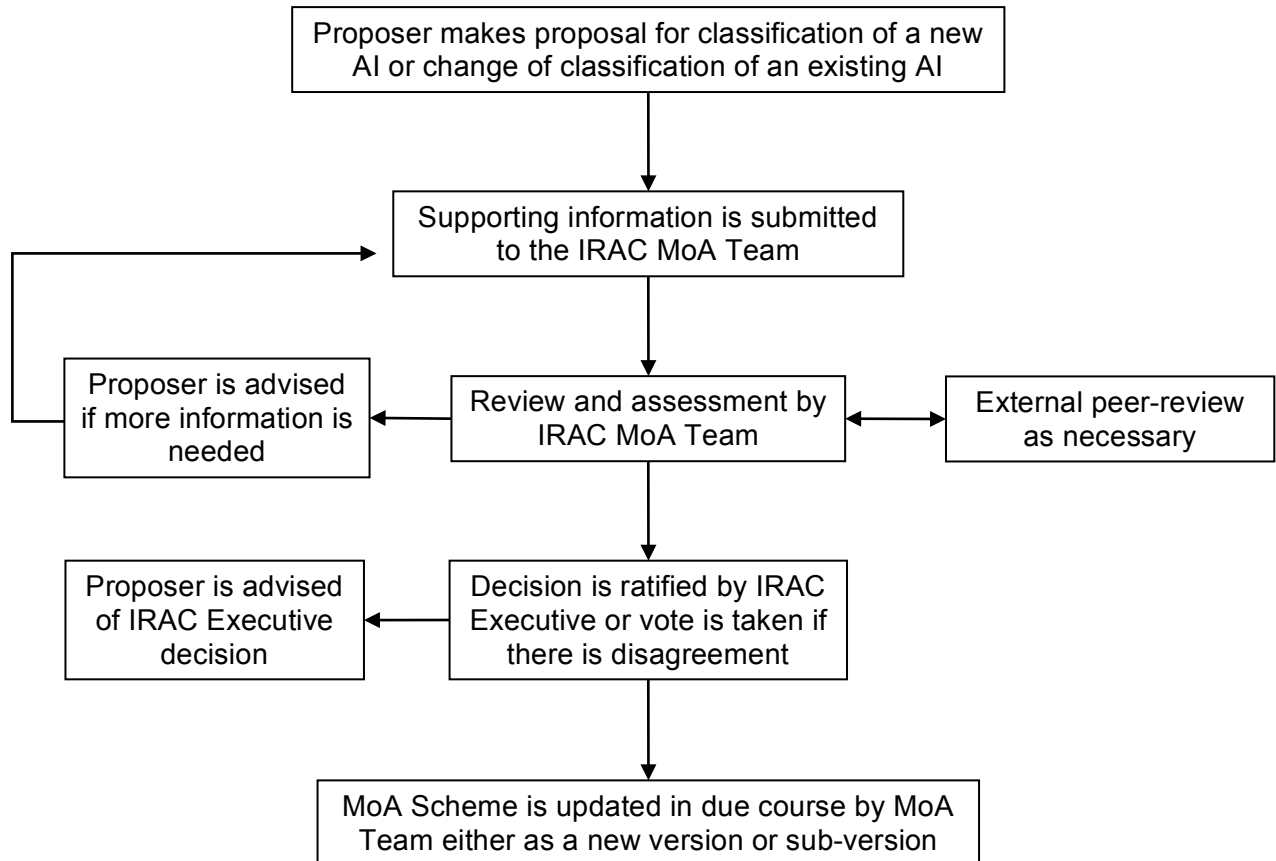 Proposer makes proposal for classification of a new
AI or change of classification of an existing AI
Supporting information is submitted
to the IRAC MoA Team
Proposer is advised
if more information is
needed
Review and assessment by
IRAC MoA Team
External peer-review
as necessary
Proposer is advised
of IRAC Executive
decision
Decision is ratified by IRAC
Executive or vote is taken if
there is disagreement
MoA Scheme is updated in due course by MoA
Team either as a new version or sub-version